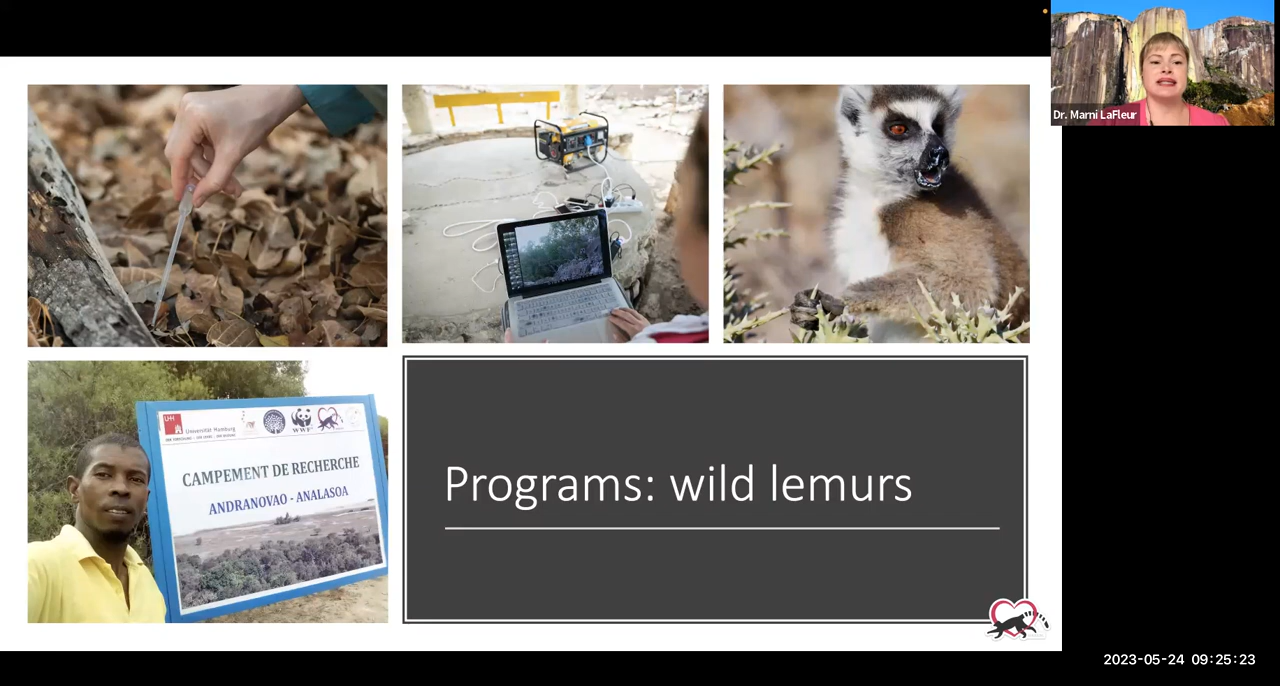 Dr. Marni LaFleur
Universität Hamburg
WWF
CAMPEMENT DE RECHERCHE
ANDRANOVAO - ANALASOA
Programs: wild lemurs
2023-05-24 09:25:23